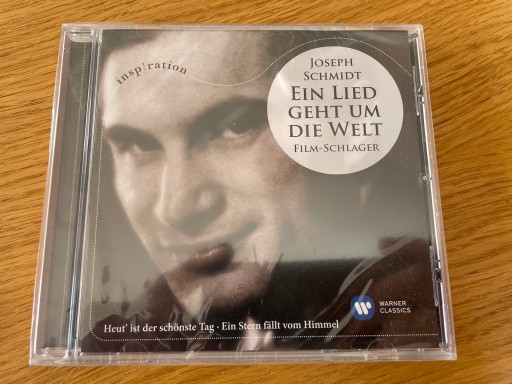 insp!ration
JOSEPH
SCHMIDT
EIN LIED
GEHT UM
DIE WELT
FILM-SCHLAGER
WARNER
CLASSICS
Heut' ist der schönste Tag · Ein Stern fällt vom Himmel